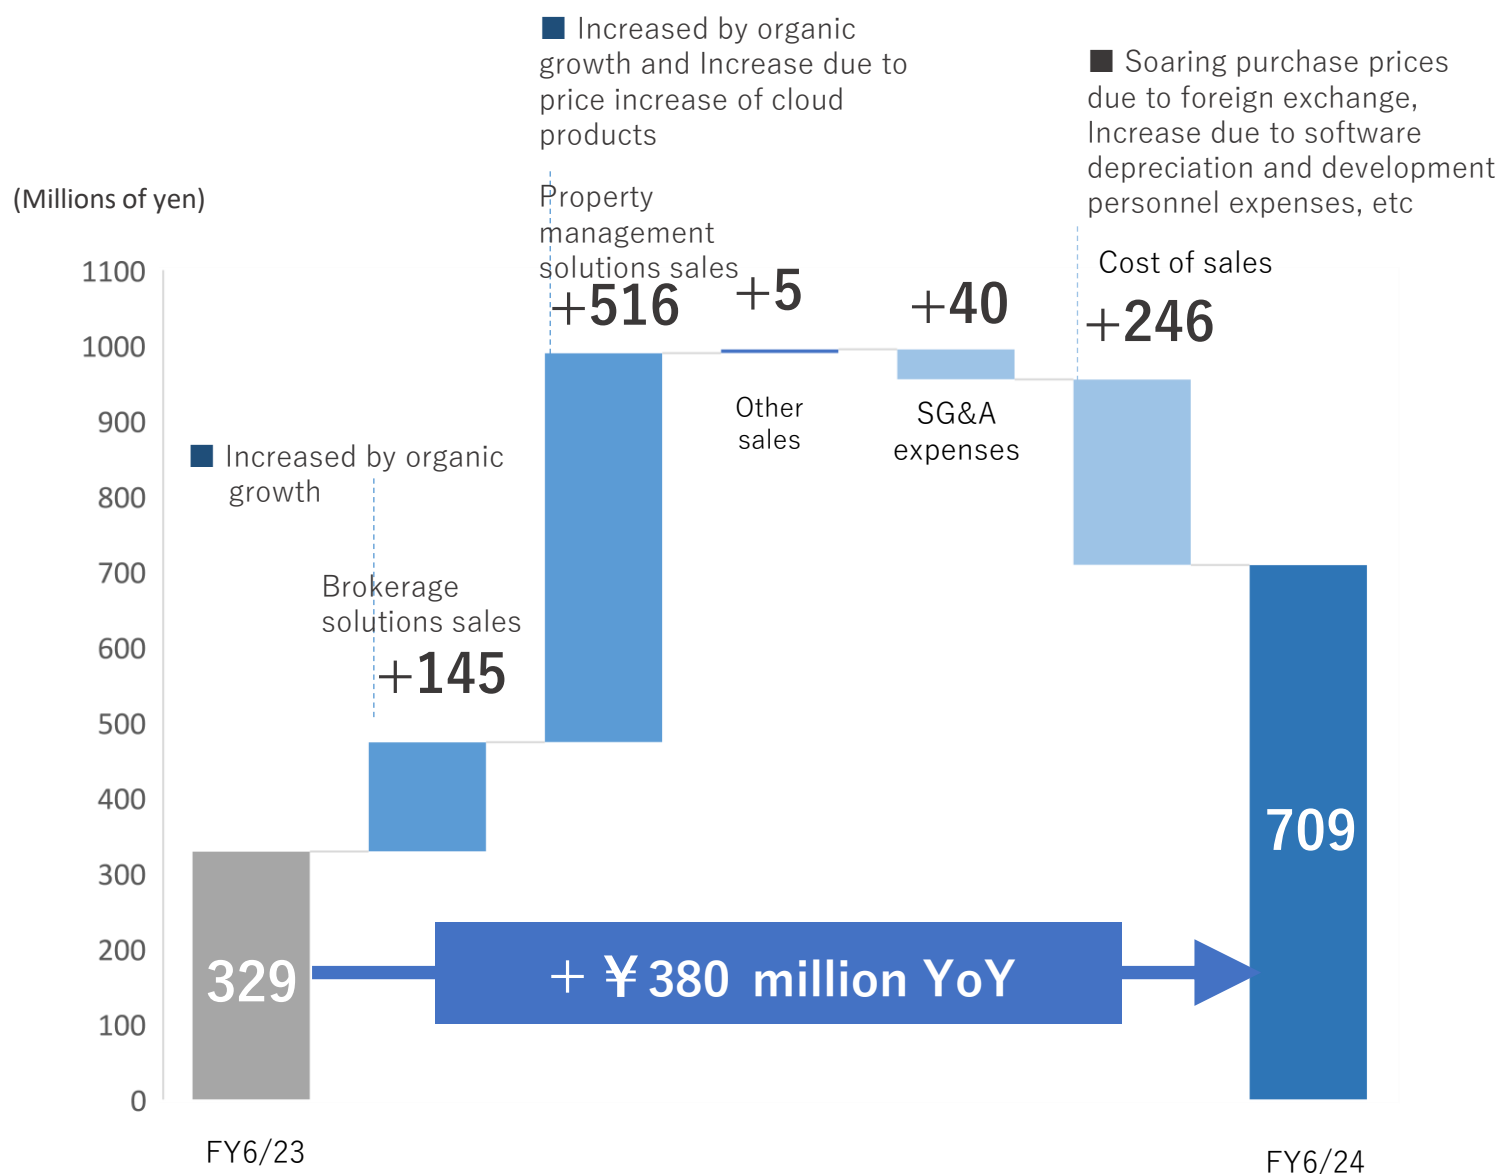 ■ Increased by organic
growth and Increase due to
price increase of cloud
products
■ Soaring purchase prices
due to foreign exchange,
Increase due to software
depreciation and development
personnel expenses, etc
(Millions of yen)
Property
management
solutions sales
+516
+5
+40
Cost of sales
+246
1100
1000
900
800
700
600
500
400
300
200
100
0
Other
sales
SG&A
expenses
■ Increased by organic
growth
Brokerage
solutions sales
+145
709
329
+ ¥380 million YoY
FY6/23
FY6/24